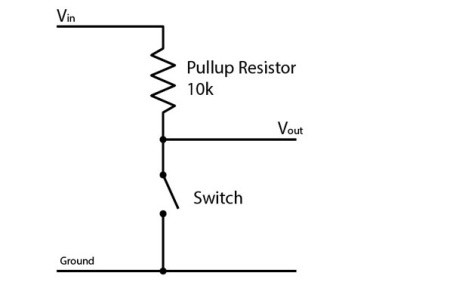 Vin
Pullup Resistor
10k
Vout
Switch
Ground